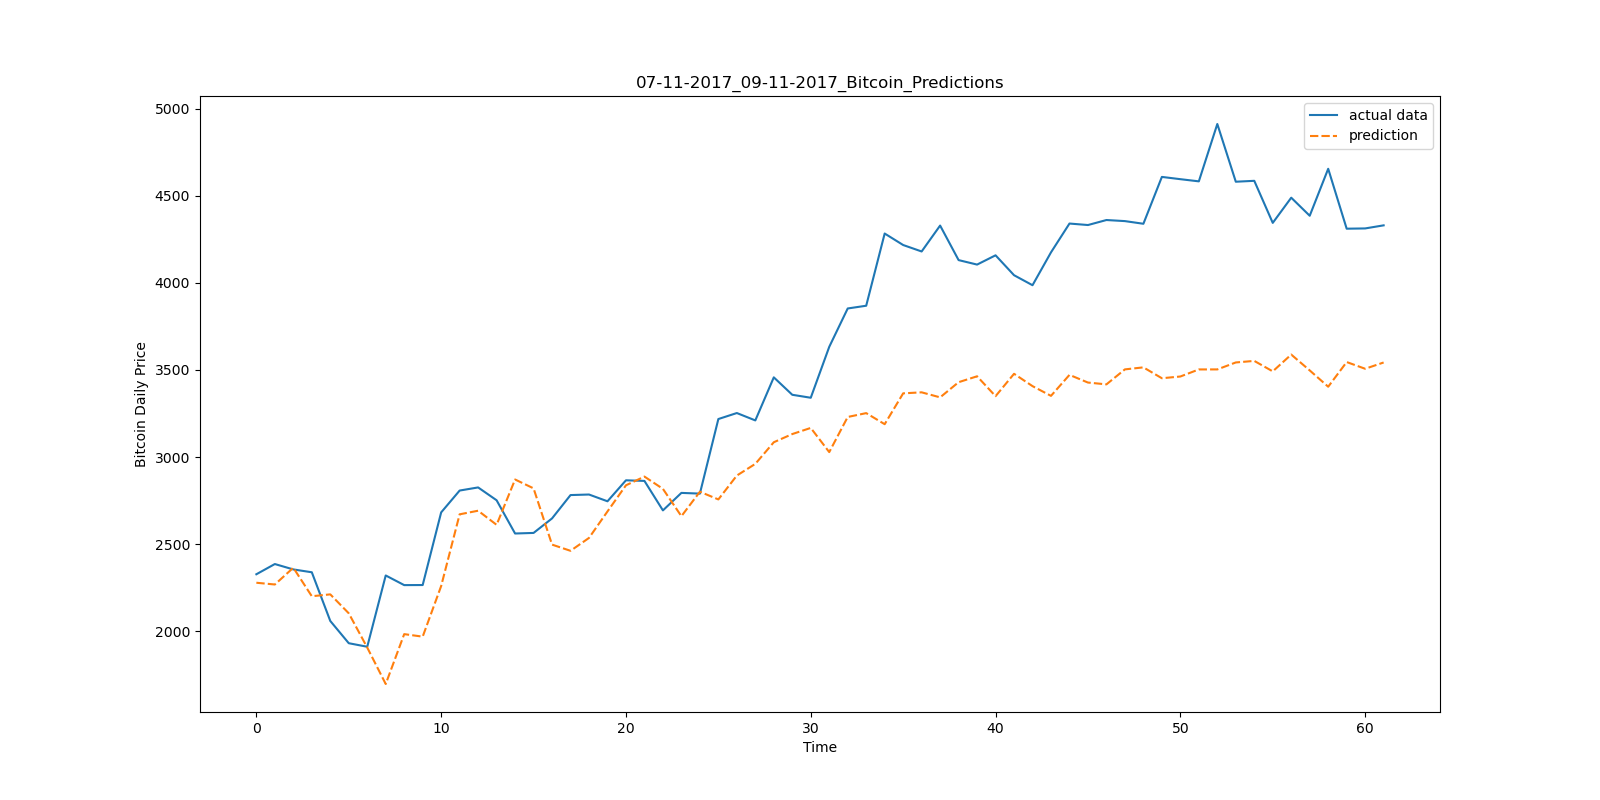 07-11-2017_09-11-2017_Bitcoin_Predictions
actual data
prediction
Bitcoin Daily Price
5000
4500
4000
3500
3000
2500
2000
0 10 20 30 40 50 60
Time